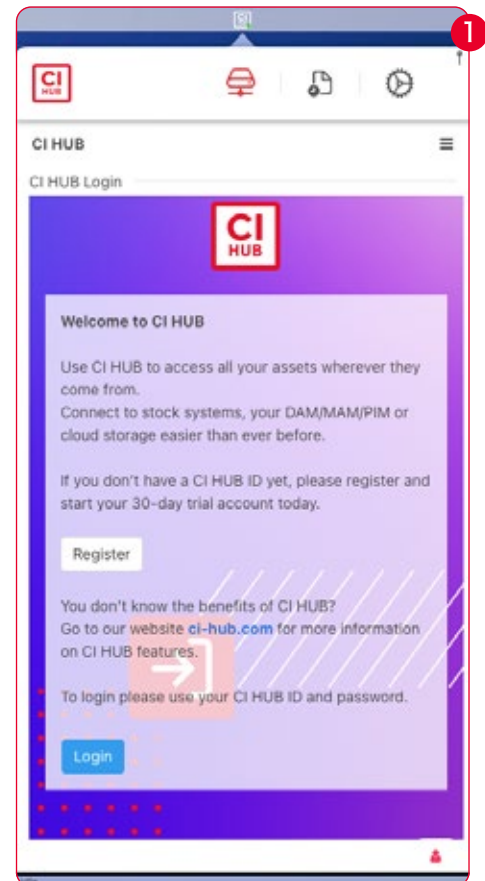 1
CI
HUB
CI HUB
CI HUB Login
CI
HUB
Welcome to CI HUB
Use CI HUB to access all your assets wherever they
come from.
Connect to stock systems, your DAM/MAM/PIM or
cloud storage easier than ever before.
If you don't have a CI HUB ID yet, please register and
start your 30-day trial account today.
Register
You don't know the benefits of CI HUB?
Go to our website ci-hub.com for more information
on CI HUB features.
To login please use your CI HUB ID and password.
Login